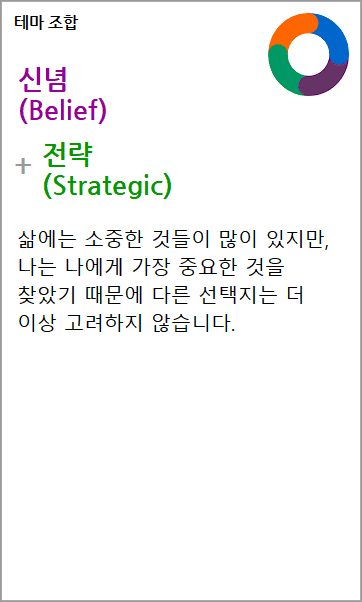 테마 조합
신념
(Belief)
+ 전략
(Strategic)
삶에는 소중한 것들이 많이 있지만,
나는 나에게 가장 중요한 것을
찾았기 때문에 다른 선택지는 더
이상 고려하지 않습니다.